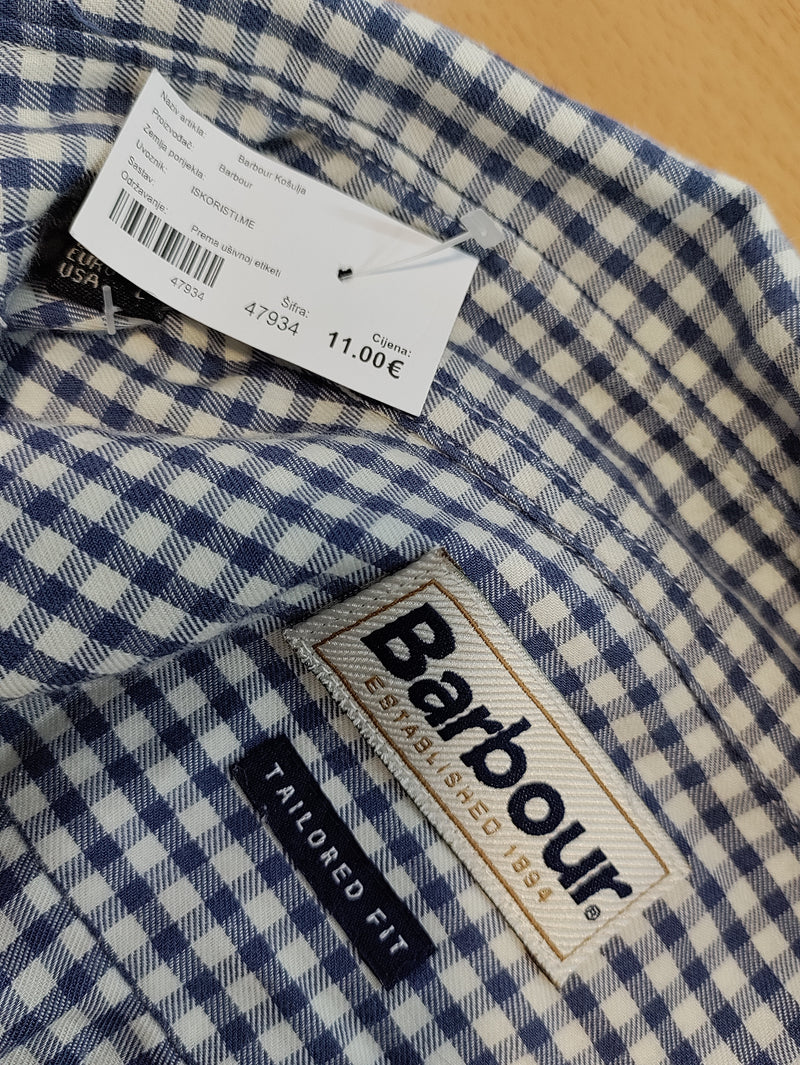 Naziv artikla: Barbour Košulja
Proizvođač: Barbour
Zemlja porijekla:
Uvoznik: ISKORISTI.ME
Sastav:
Održavanje: Prema ušivnoj etiketi
47934
Šifra:
47934
Cijena:
11.00€
USA
Barbour
ESTABLISHED 1894
TAILORED FIT